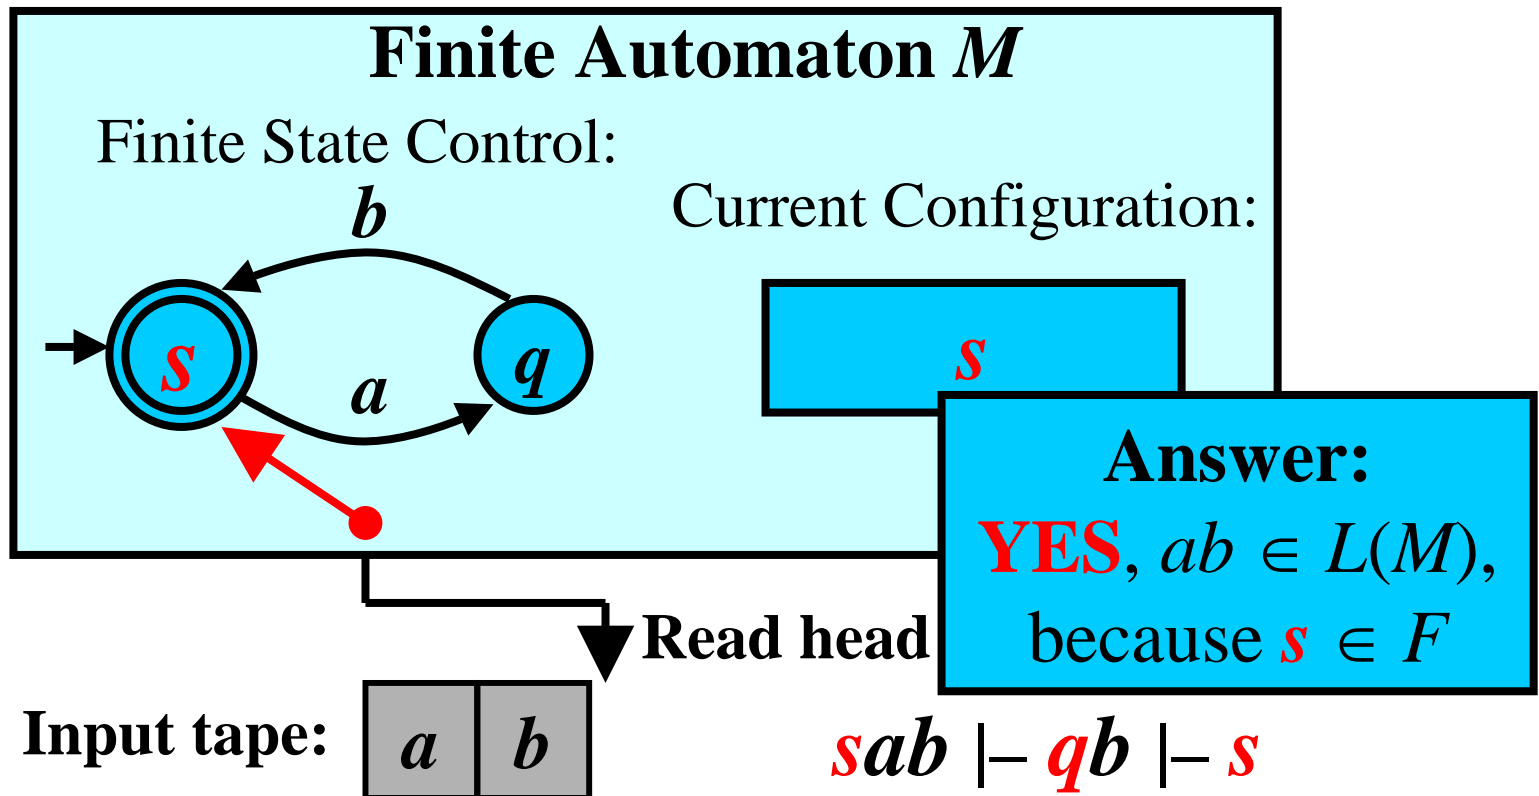 Finite Automaton M
Finite State Control:
Current Configuration:
b
s
q
a
s
Answer:
YES, ab ∈ L(M),
because s ∈ F
Read head
Input tape:
a
b
sab |– qb |– s